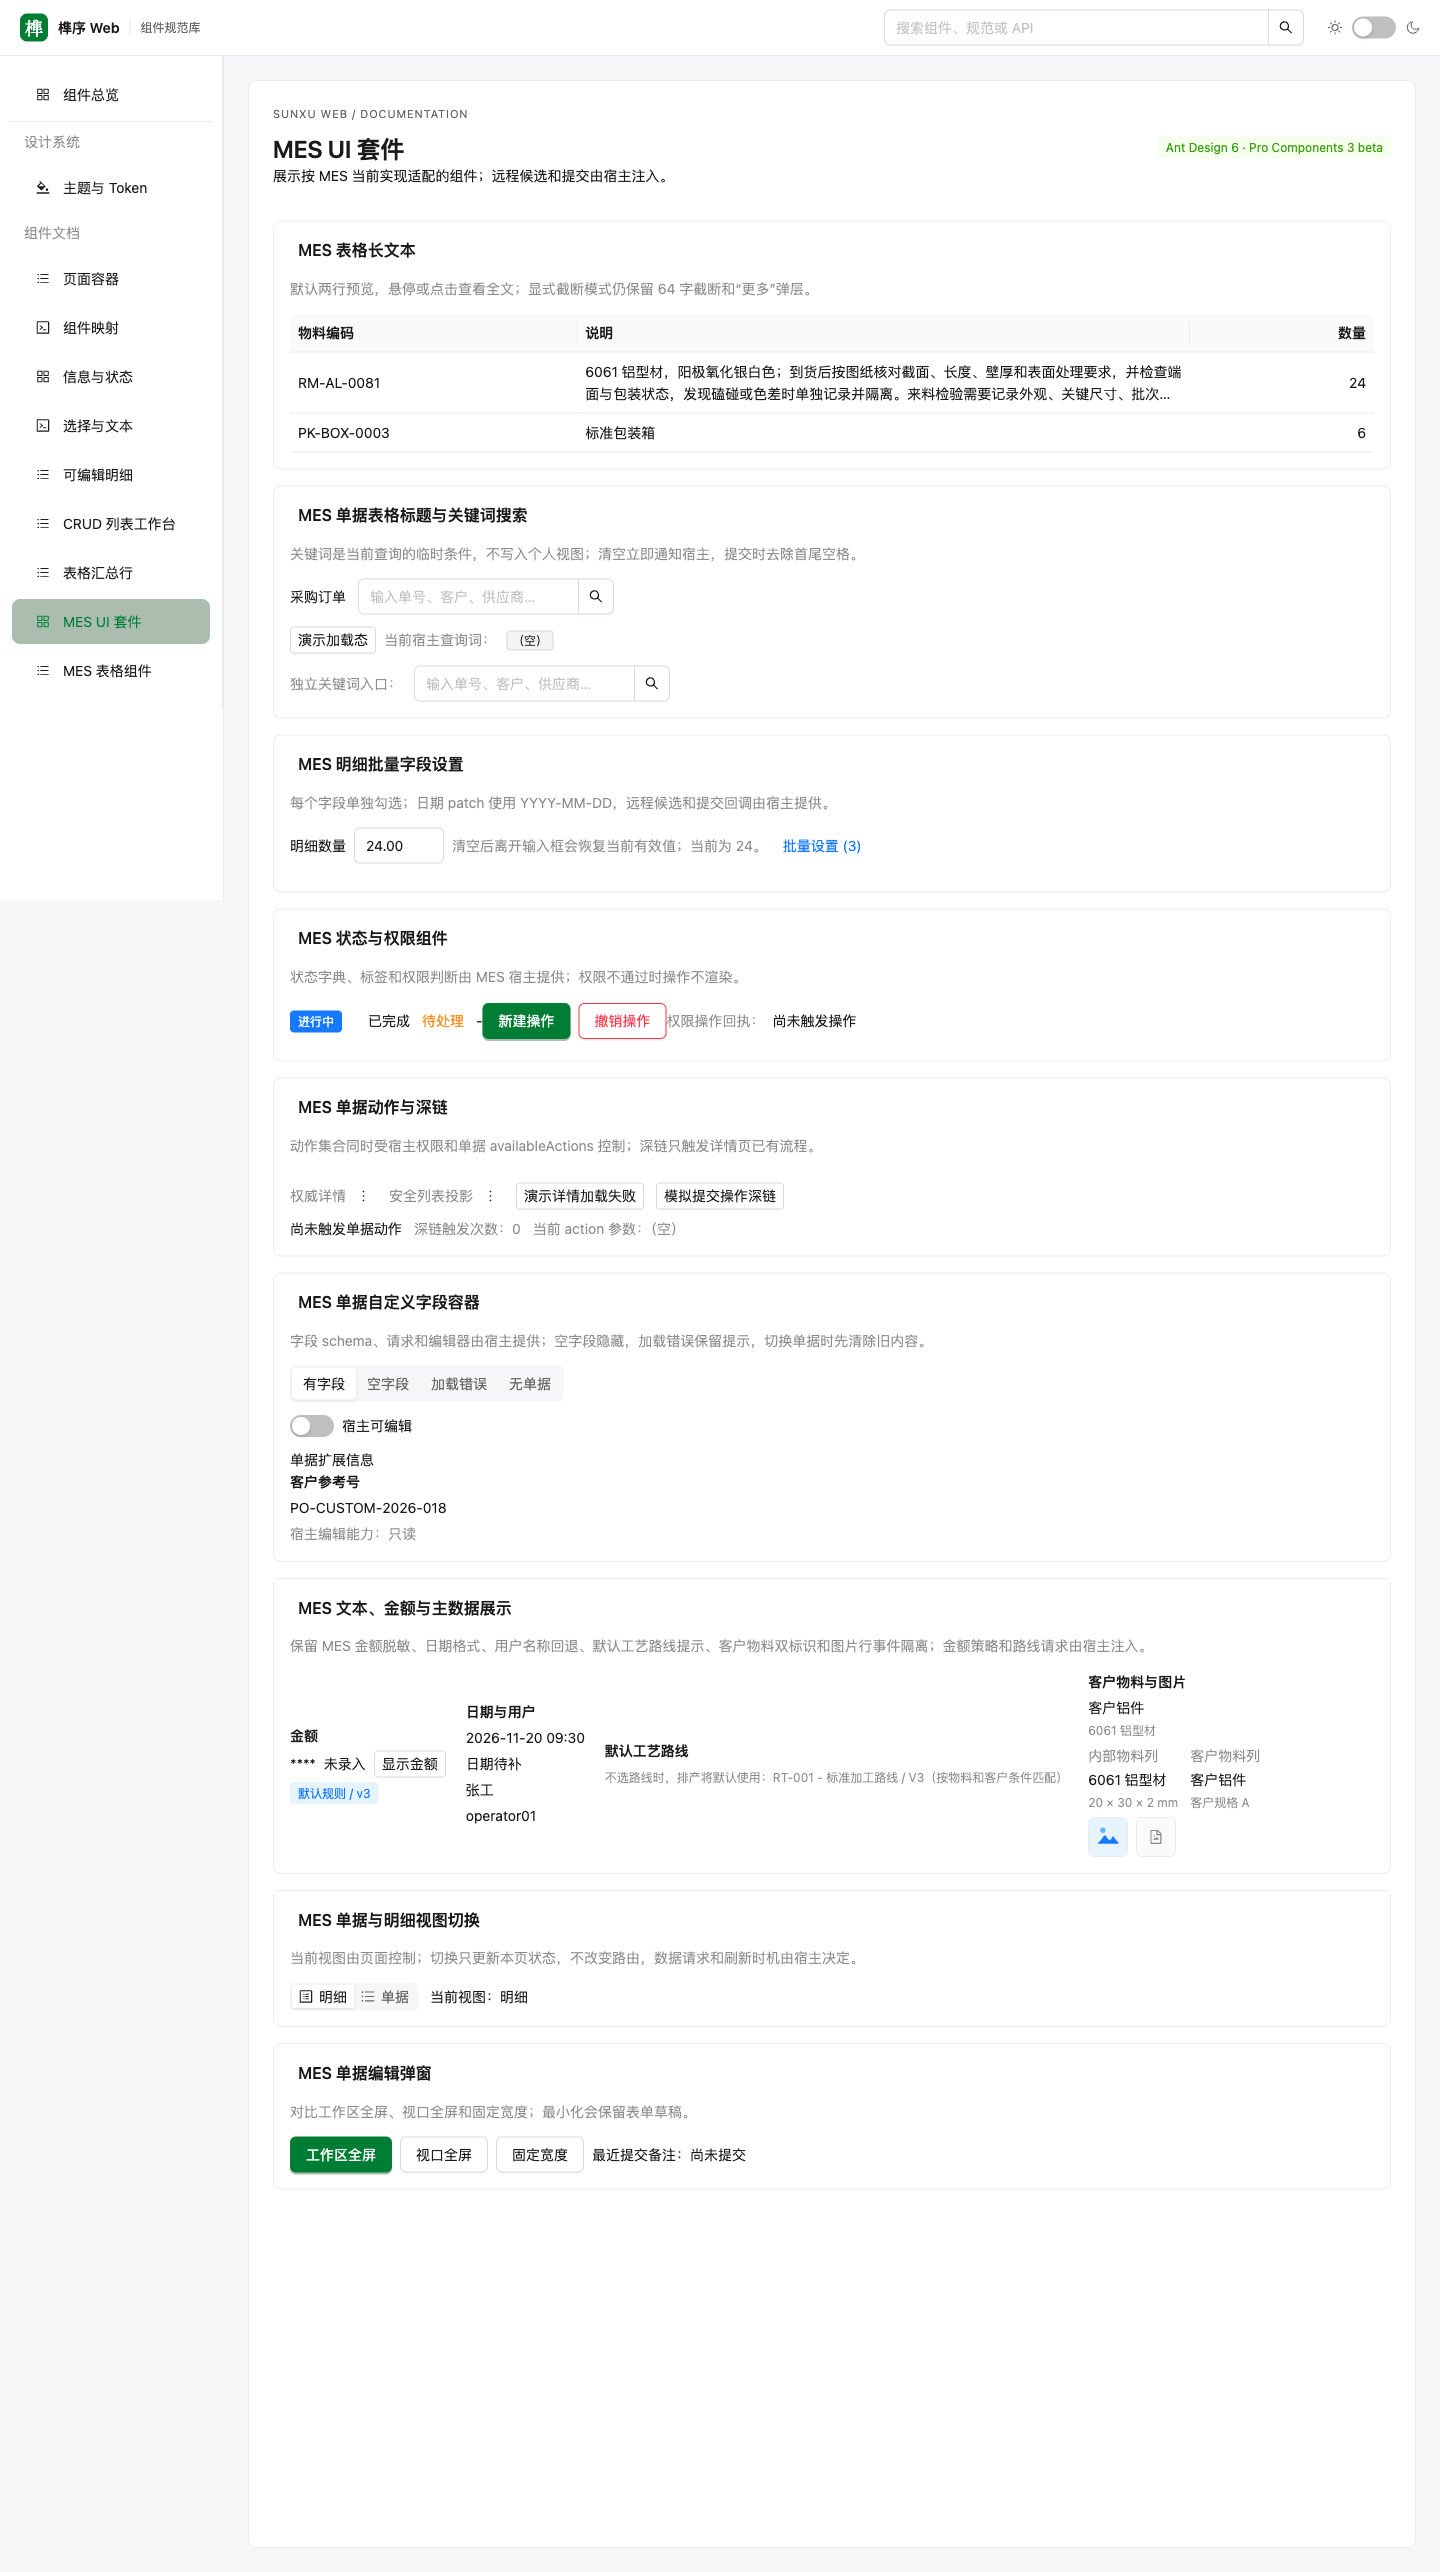 榫 榫序 Web 组件规范库 搜索组件、规范或 API
组件总览
设计系统
主题与 Token
组件文档
页面容器
组件映射
信息与状态
选择与文本
可编辑明细
CRUD 列表工作台
表格汇总行
MES UI 套件
MES 表格组件
SUNXU WEB / DOCUMENTATION
MES UI 套件
Ant Design 6 · Pro Components 3 beta
展示按 MES 当前实现适配的组件；远程候选和提交由宿主注入。
MES 表格长文本
默认两行预览，悬停或点击查看全文；显式截断模式仍保留 64 字截断和“更多”弹层。
物料编码 说明 数量
RM-AL-0081 6061 铝型材，阳极氧化银白色；到货后按图纸核对截面、长度、壁厚和表面处理要求，并检查端 24
面与包装状态，发现磕碰或色差时单独记录并隔离。来料检验需要记录外观、关键尺寸、批次...
PK-BOX-0003 标准包装箱 6
MES 单据表格标题与关键词搜索
关键词是当前查询的临时条件，不写入个人视图；清空立即通知宿主，提交时去除首尾空格。
采购订单 输入单号、客户、供应商...
演示加载态 当前宿主查询词： (空)
独立关键词入口： 输入单号、客户、供应商...
MES 明细批量字段设置
每个字段单独勾选；日期 patch 使用 YYYY-MM-DD，远程候选和提交回调由宿主提供。
明细数量 24.00 清空后离开输入框会恢复当前有效值；当前为 24。 批量设置 (3)
MES 状态与权限组件
状态字典、标签和权限判断由 MES 宿主提供；权限不通过时操作不渲染。
进行中 已完成 待处理 - 新建操作 撤销操作 权限操作回执： 尚未触发操作
MES 单据动作与深链
动作集合同时受宿主权限和单据 availableActions 控制；深链只触发详情页已有流程。
权威详情 安全列表投影 演示详情加载失败 模拟提交操作深链
尚未触发单据动作 深链触发次数：0 当前 action 参数：（空）
MES 单据自定义字段容器
字段 schema、请求和编辑器由宿主提供；空字段隐藏，加载错误保留提示，切换单据时先清除旧内容。
有字段 空字段 加载错误 无单据
宿主可编辑
单据扩展信息
客户参考号
PO-CUSTOM-2026-018
宿主编辑能力：只读
MES 文本、金额与主数据展示
保留 MES 金额脱敏、日期格式、用户名称回退、默认工艺路线提示、客户物料双标识和图片行事件隔离；金额策略和路线请求由宿主注入。
金额
**** 未录入 显示金额
默认规则 / v3
日期与用户
2026-11-20 09:30
日期待补
张工
operator01
默认工艺路线
不选路线时，排产将默认使用：RT-001 - 标准加工路线 / V3（按物料和客户条件匹配）
客户物料与图片
客户铝件
6061 铝型材
内部物料列 客户物料列
6061 铝型材 客户铝件
20 × 30 × 2 mm 客户规格 A
MES 单据与明细视图切换
当前视图由页面控制；切换只更新本页状态，不改变路由，数据请求和刷新时机由宿主决定。
明细 单据 当前视图：明细
MES 单据编辑弹窗
对比工作区全屏、视口全屏和固定宽度；最小化会保留表单草稿。
工作区全屏 视口全屏 固定宽度 最近提交备注：尚未提交